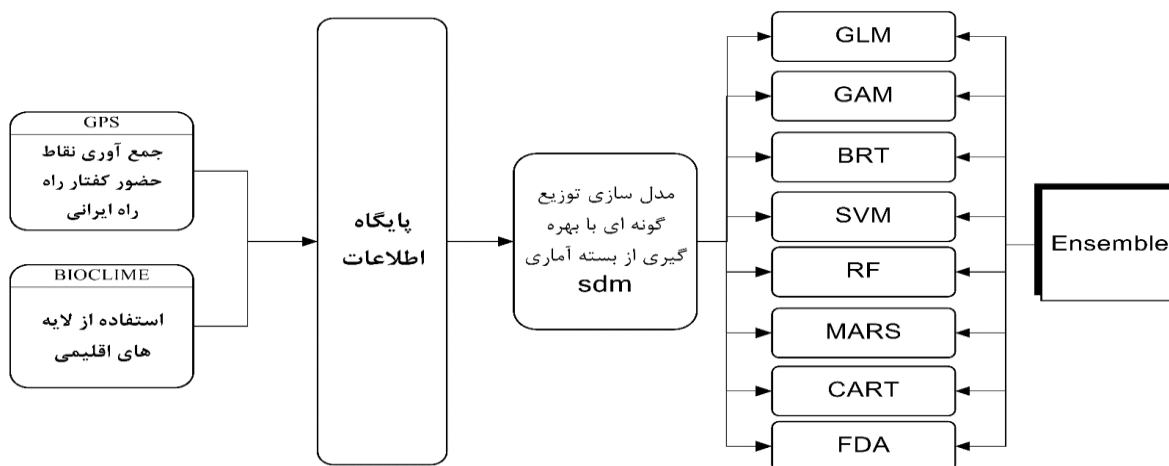 GPS
جمع آوری نقاط
حضور کفتار راه
راه ایرانی
BIOCLIME
استفاده از لایه
های اقلیمی
پایگاه
اطلاعات
مدل سازی توزیع
گونه ای با بهره
گیری از بسته آماری
sdm
GLM
GAM
BRT
SVM
RF
MARS
CART
FDA
Ensemble